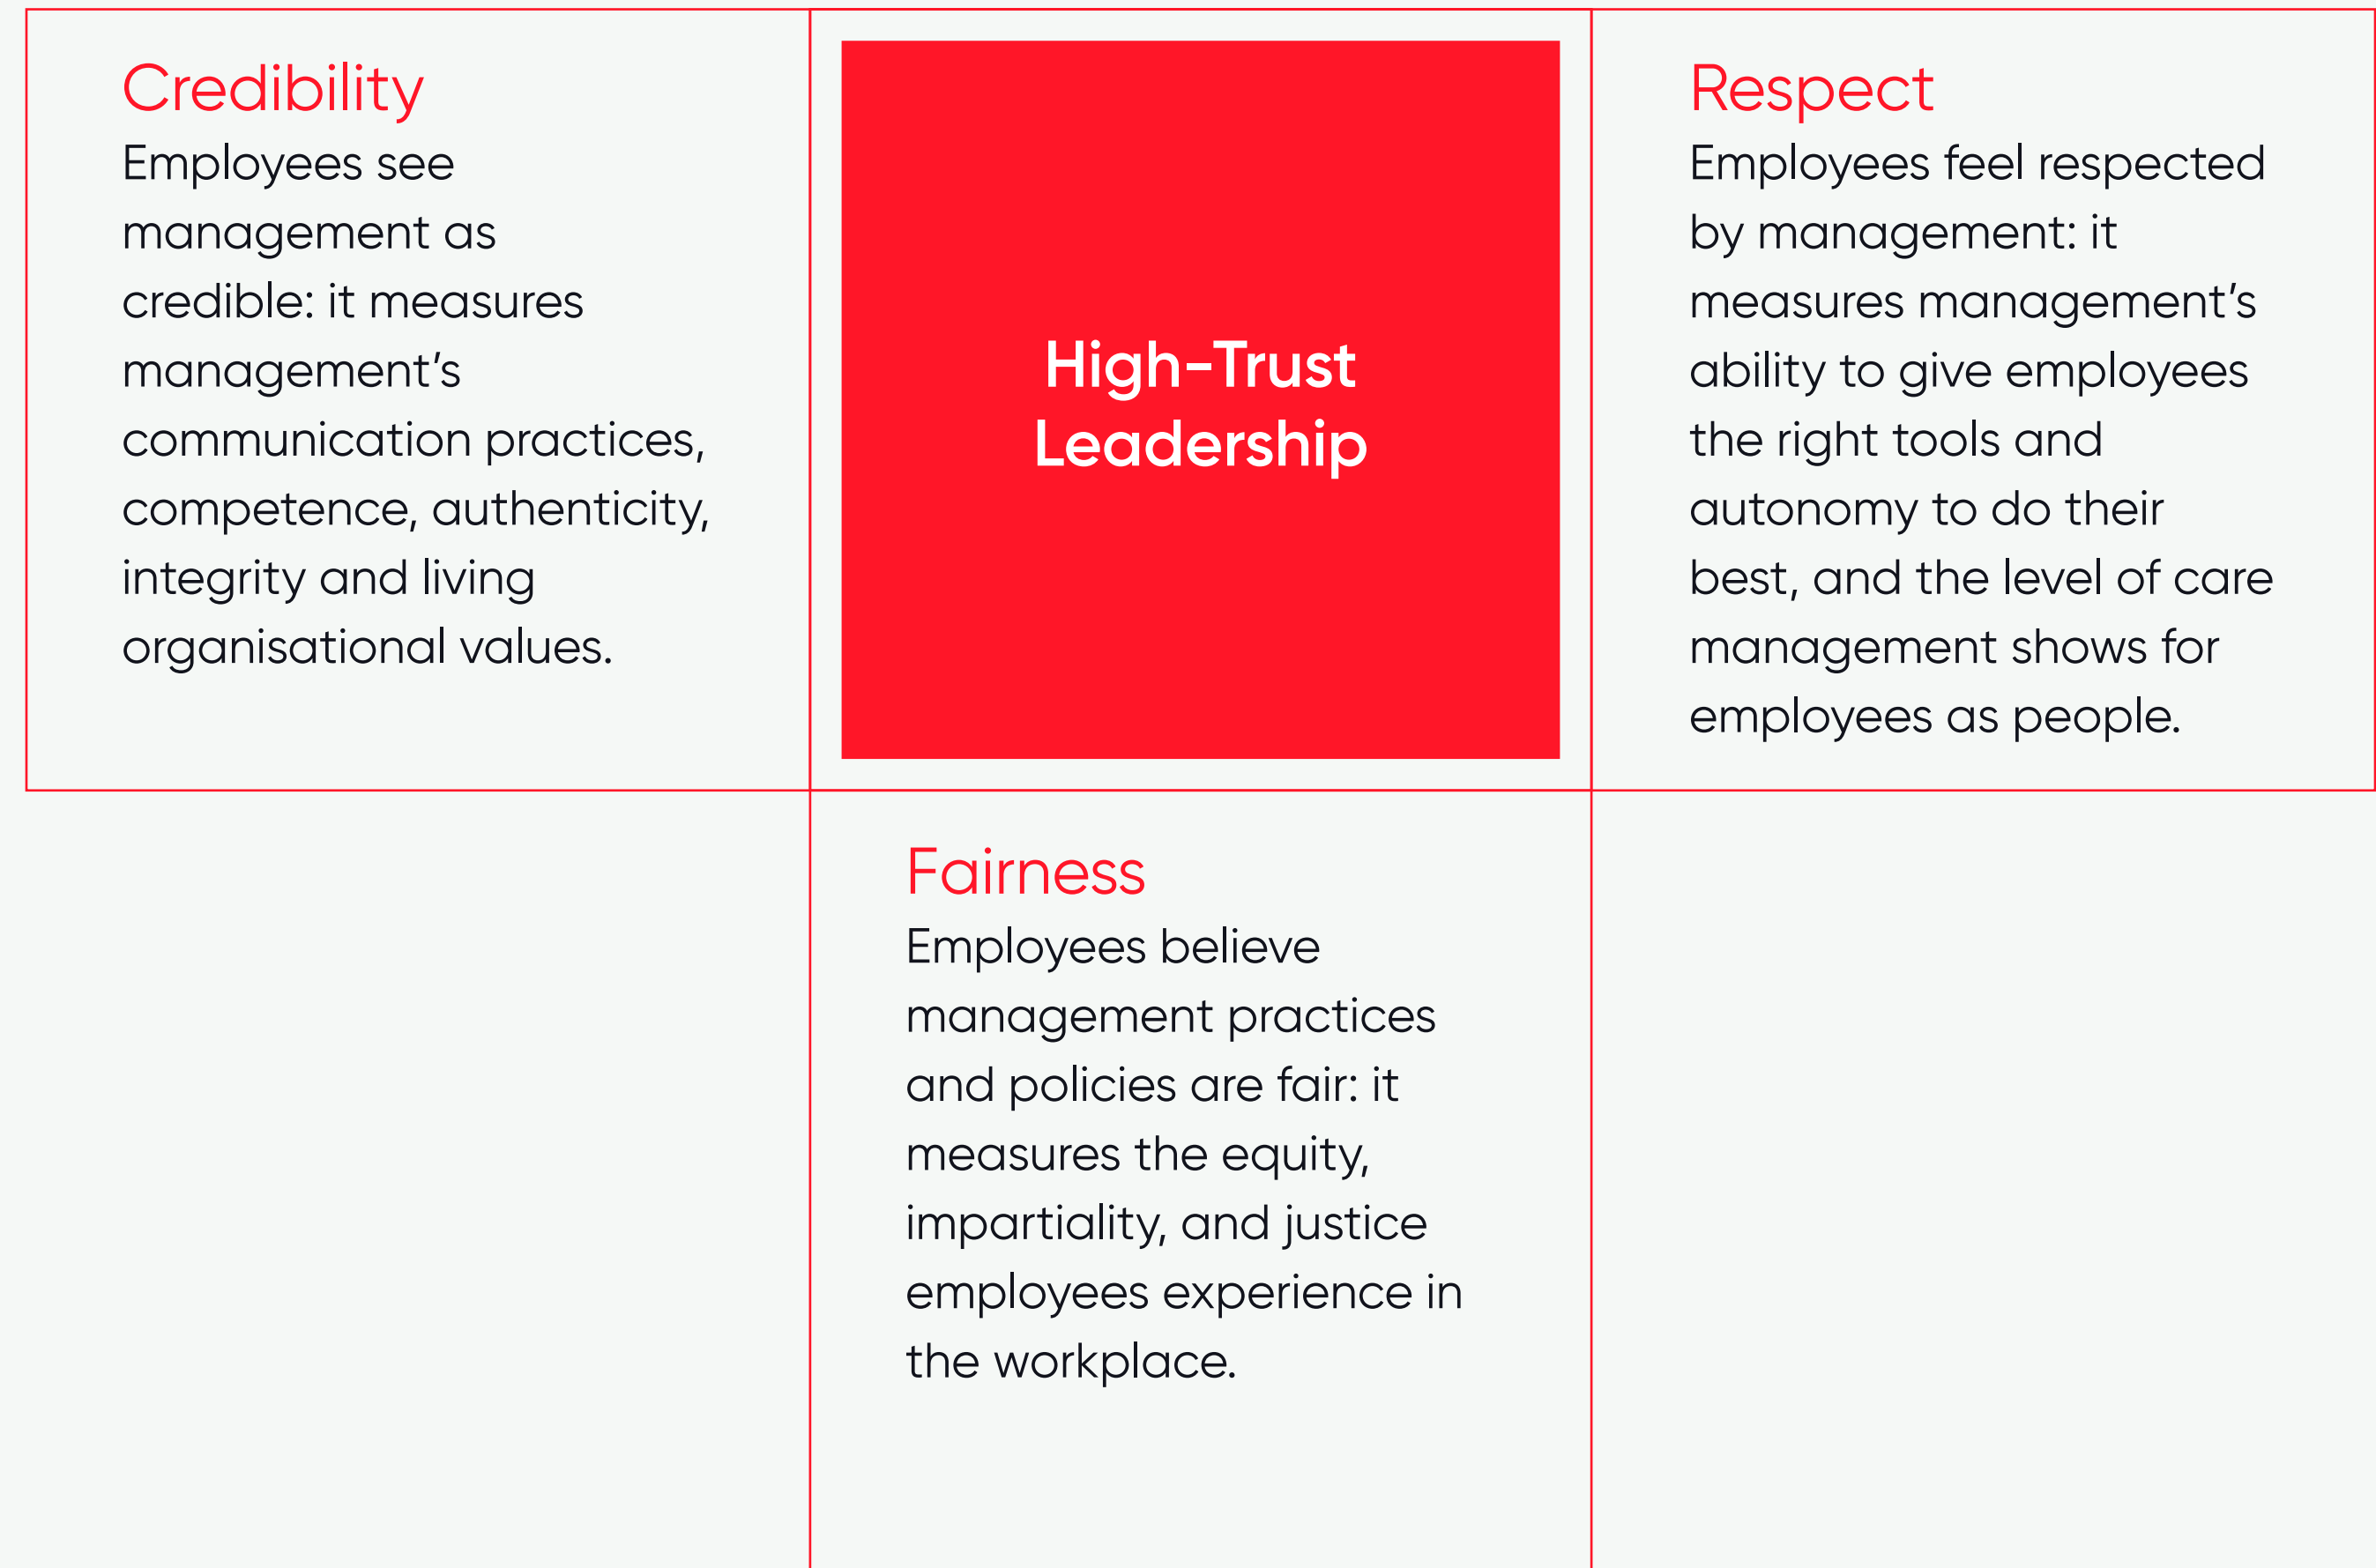 Credibility
Employees see
management as
credible: it measures
management’s
communication practices,
competence, authenticity,
integrity and living
organisational values.
High-Trust
Leadership
Respect
Employees feel respected
by management: it
measures management’s
ability to give employees
the right tools and
autonomy to do their
best, and the level of care
management shows for
employees as people.
Fairness
Employees believe
management practices
and policies are fair: it
measures the equity,
impartiality, and justice
employees experience in
the workplace.